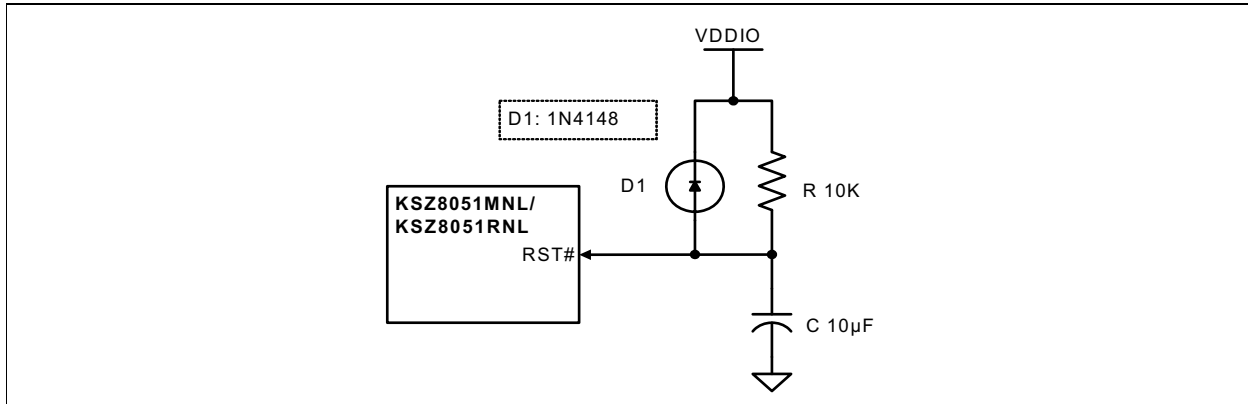 VDDIO
D1: 1N4148
D1
R 10K
KSZ8051MNL/
KSZ8051RNL
RST#
C 10µF